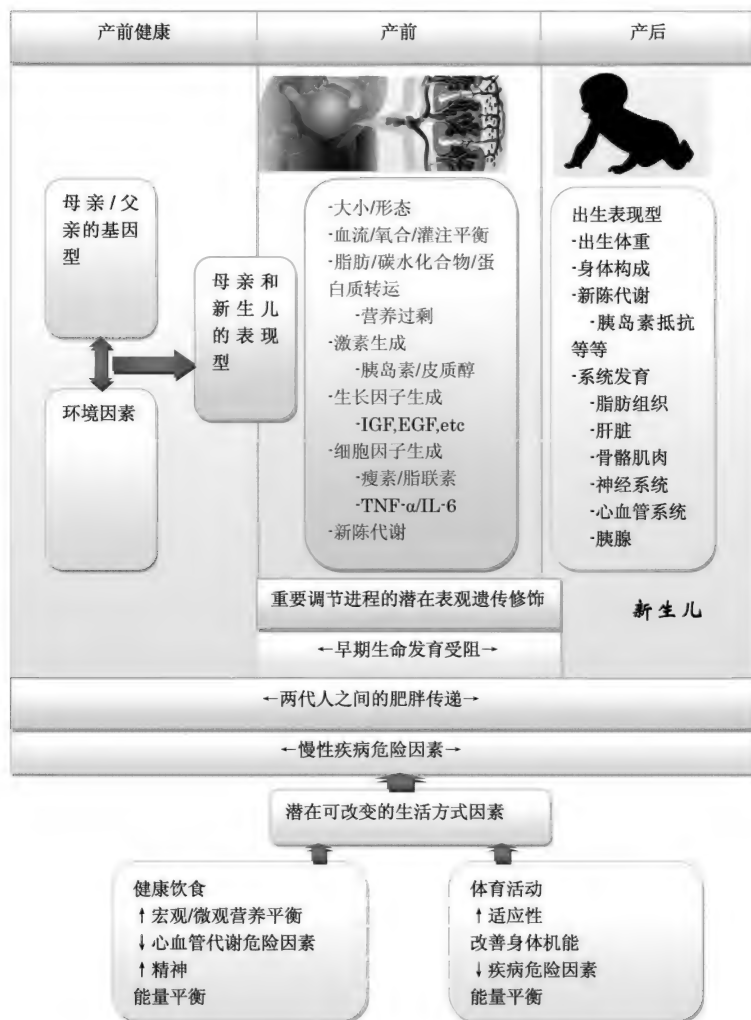 产前健康
产前
产后
母亲/父
亲的基因
型
环境因素
母亲和
新生儿
的表现
型
-大小/形态
-血流/氧合/灌注平衡
-脂肪/碳水化合物/蛋
白质转运
-营养过剩
-激素生成
-胰岛素/皮质醇
-生长因子生成
-IGF,EGF,etc
-细胞因子生成
-瘦素/脂联素
-TNF-α/IL-6
-新陈代谢
出生表现型
-出生体重
-身体构成
-新陈代谢
-胰岛素抵抗
等等
-系统发育
-脂肪组织
-肝脏
-骨骼肌肉
-神经系统
-心血管系统
-胰腺
重要调节进程的潜在表观遗传修饰
新生儿
←早期生命发育受阻→
←两代人之间的肥胖传递→
←慢性疾病危险因素→
潜在可改变的生活方式因素
健康饮食
↑宏观/微观营养平衡
↓心血管代谢危险因素
↑精神
能量平衡
体育活动
↑适应性
改善身体机能
↓疾病危险因素
能量平衡